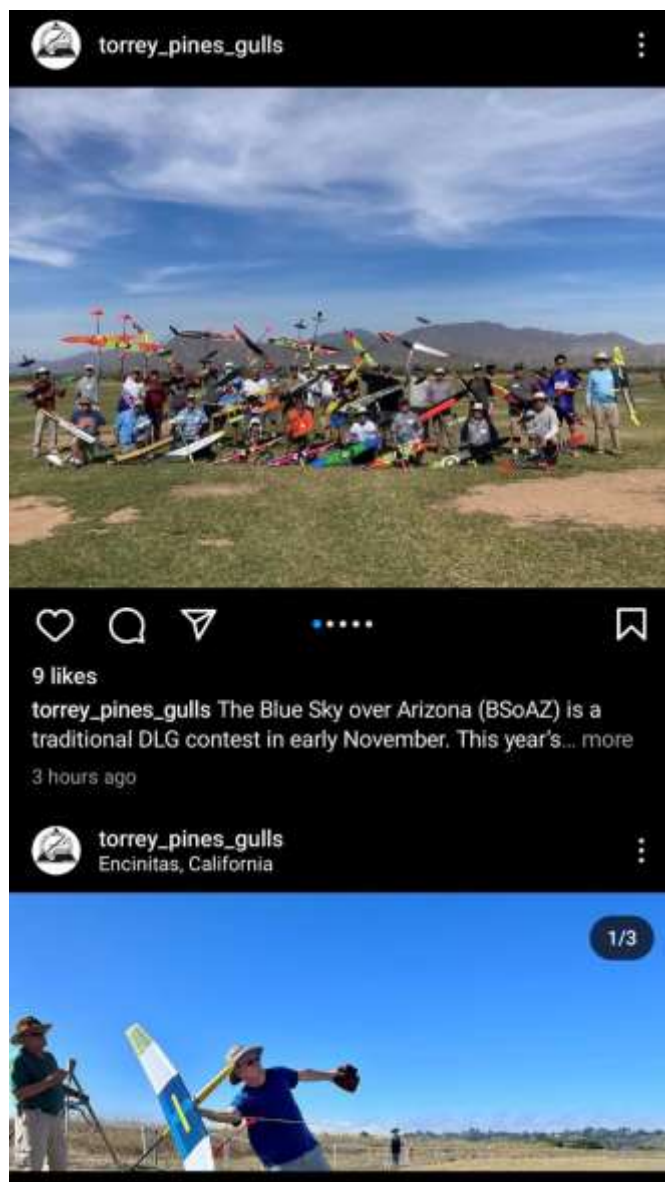 torrey_pines_gulls
9 likes
torrey_pines_gulls The Blue Sky over Arizona (BSoAZ) is a
traditional DLG contest in early November. This year's... more
3 hours ago
torrey_pines_gulls
Encinitas, California
1/3